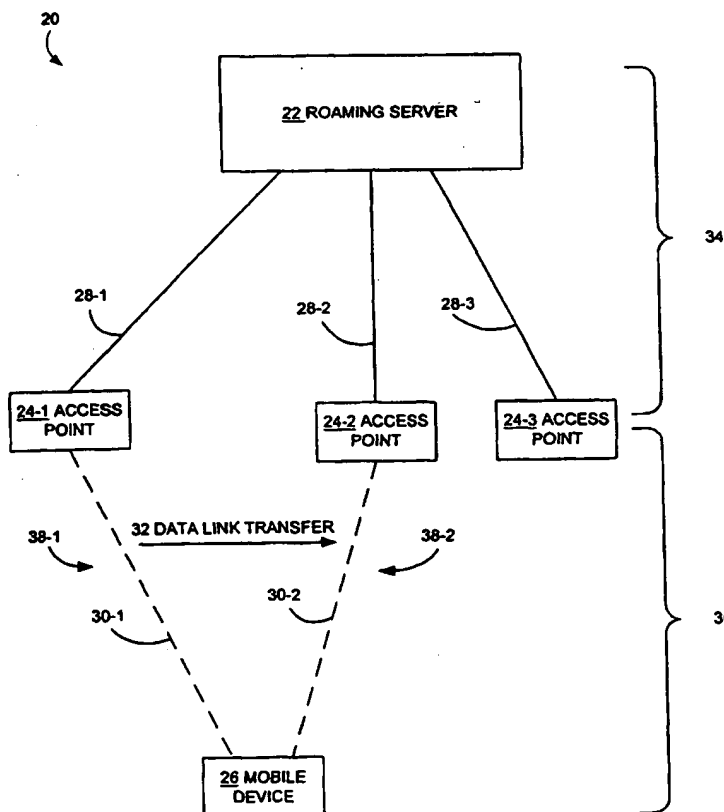 20
22 ROAMING SERVER
34
28-1
28-2
28-3
24-1 ACCESS
POINT
24-2 ACCESS
POINT
24-3 ACCESS
POINT
32 DATA LINK TRANSFER
38-1
38-2
30-1
30-2
26 MOBILE
DEVICE